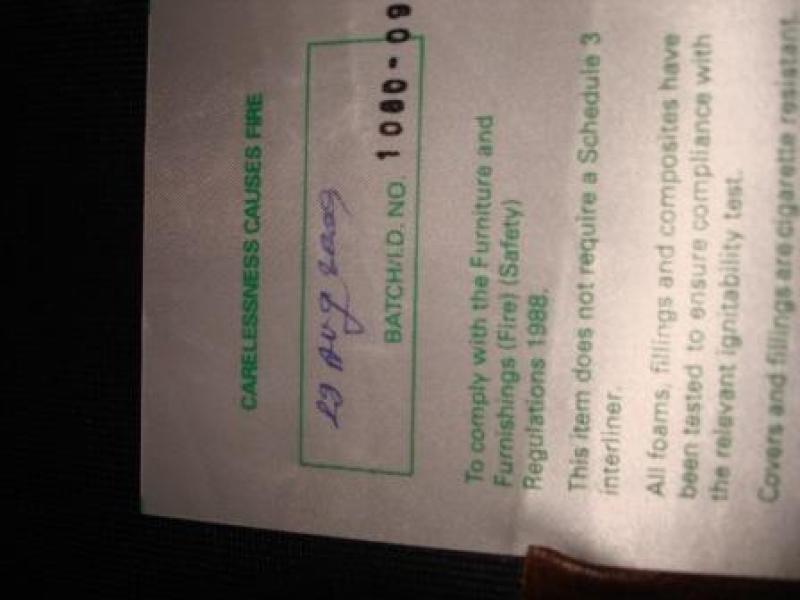 CARELESSNESS CAUSES FIRE
29 Aug 2009
BATCH/I.D. NO. 1080-09
To comply with the Furniture and
Furnishings (Fire) (Safety)
Regulations 1988.
This item does not require a Schedule 3
interliner.
All foams, fillings and composites have
been tested to ensure compliance with
the relevant ignitability test.
Covers and fillings are cigarette resistant.